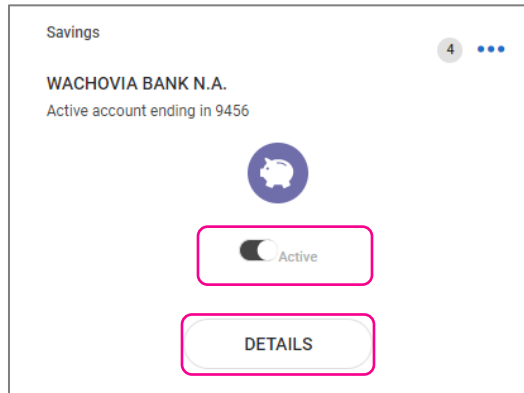 Savings
4
WACHOVIA BANK N.A.
Active account ending in 9456
Active
DETAILS